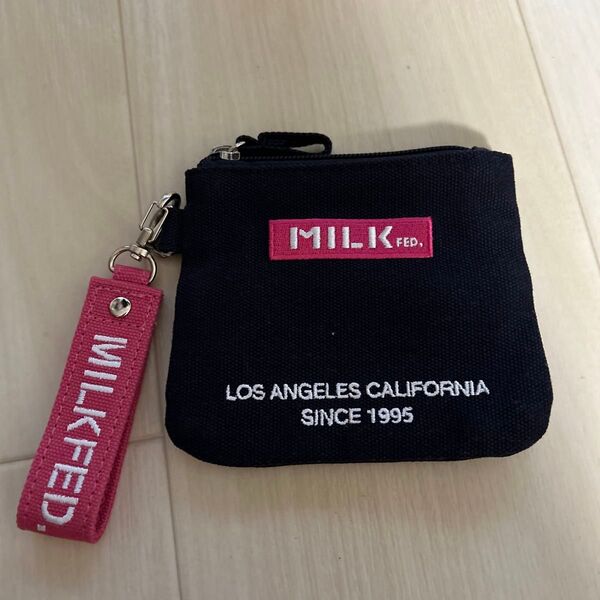 MILK FED.
LOS ANGELES CALIFORNIA
SINCE 1995
MILKFED.